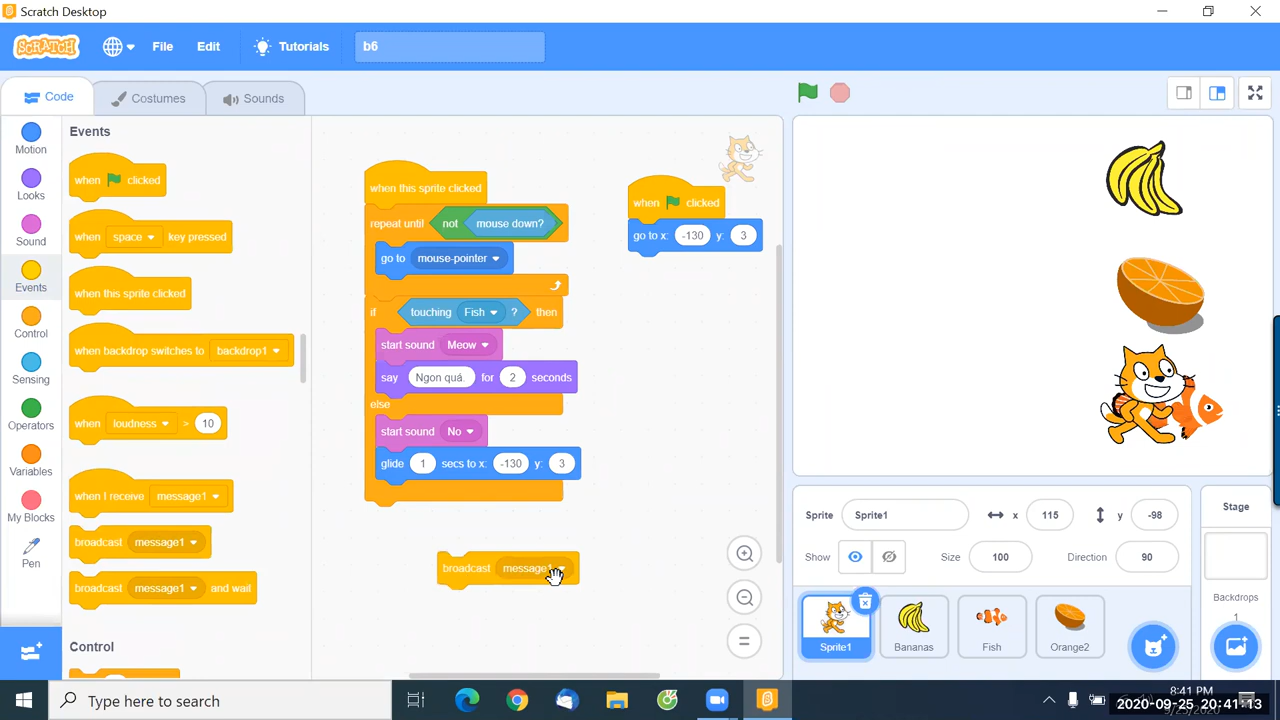 Scratch Desktop
SCRATCH File Edit Tutorials b6
Code Costumes Sounds
Motion
Looks
Sound
Events
Control
Sensing
Operators
Variables
My Blocks
Pen
Events
when clicked
when space key pressed
when this sprite clicked
when backdrop switches to backdrop1
when loudness > 10
when I receive message1
broadcast message1
broadcast message1 and wait
Control
when this sprite clicked
repeat until not mouse down?
go to mouse-pointer
if touching Fish ? then
start sound Meow
say Ngon quá. for 2 seconds
else
start sound No
glide 1 secs to x: -130 y: 3
broadcast message1
when clicked
go to x: -130 y: 3
Sprite Sprite1 x 115 y -98
Show Size 100 Direction 90
Sprite1 Bananas Fish Orange2
Stage
Backdrops
1
Type here to search
8:41 PM
2020-09-25 20:41:13